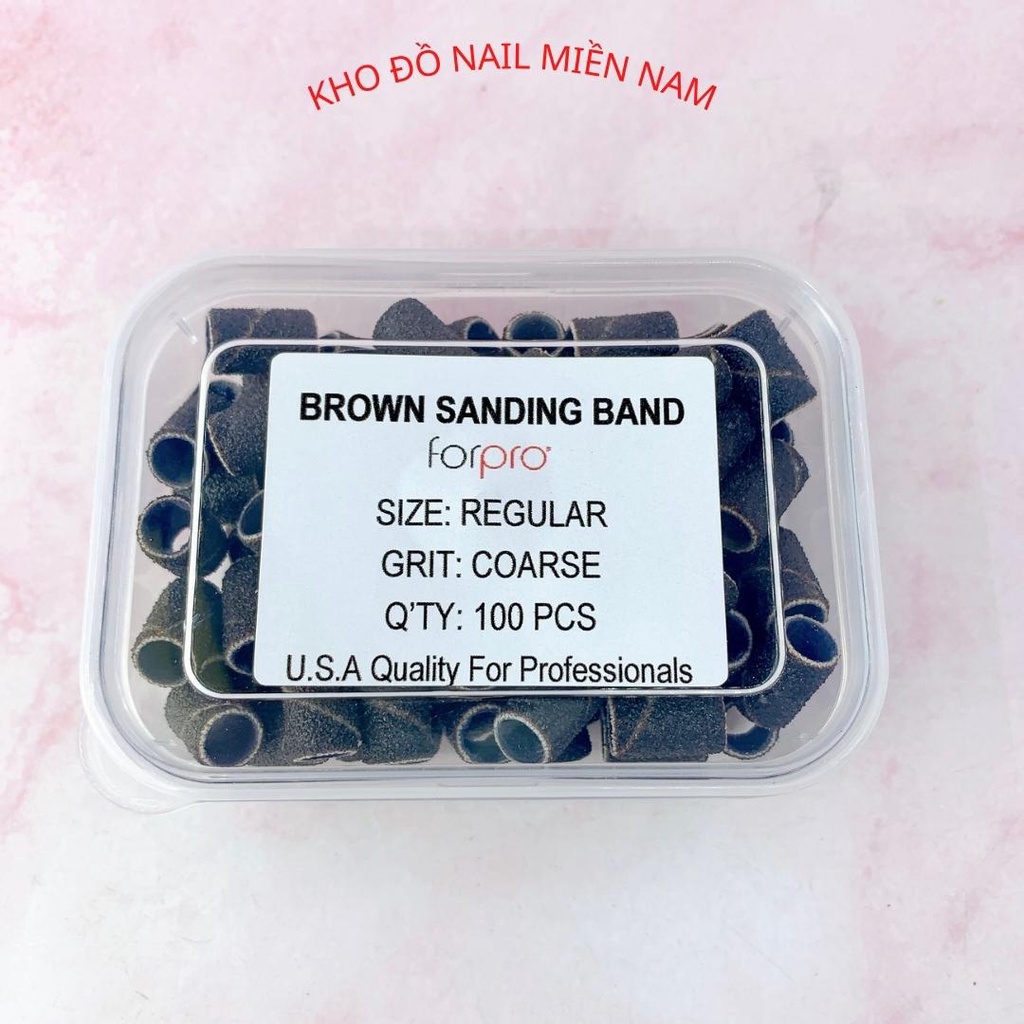 KHO ĐỒ NAIL MIỀN NAM
BROWN SANDING BAND
forpro
SIZE: REGULAR
GRIT: COARSE
Q'TY: 100 PCS
U.S.A Quality For Professionals